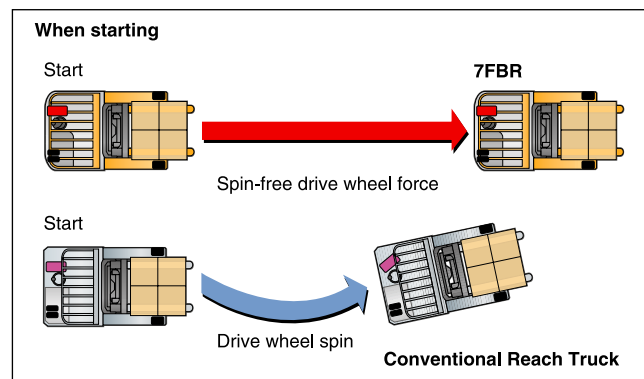 When starting
Start
7FBR
Spin-free drive wheel force
Start
Drive wheel spin
Conventional Reach Truck